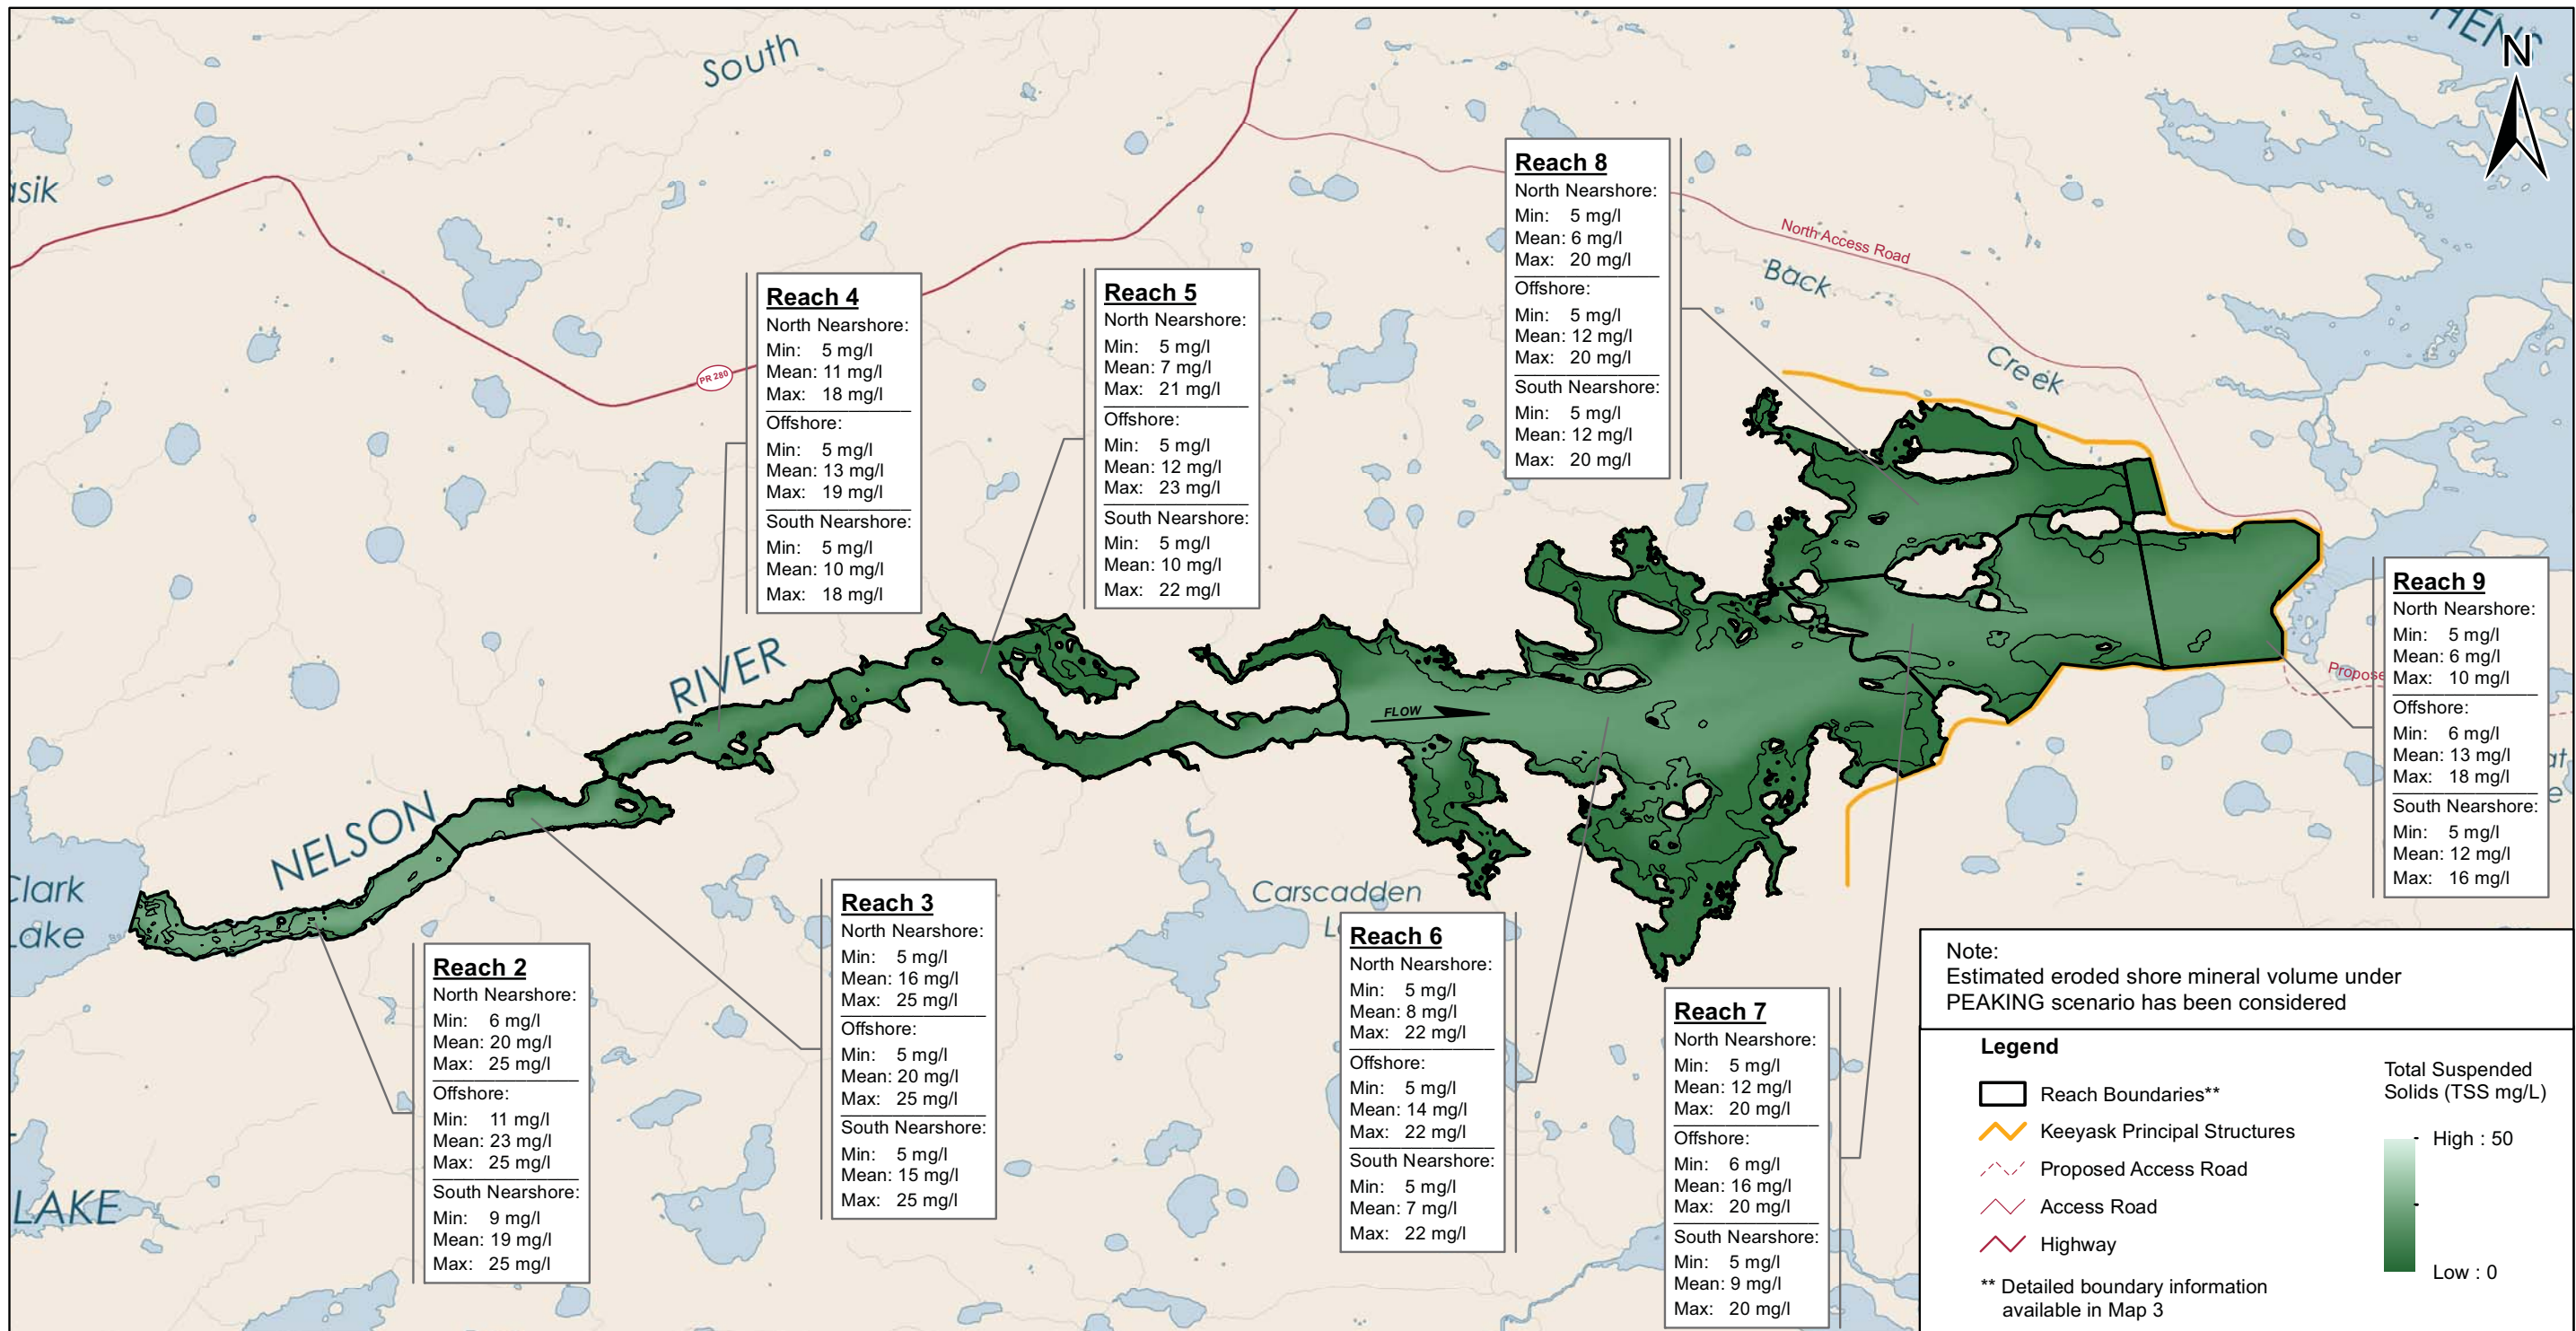 South
HENS
N
isik
PR 280
North Access Road
Back
Creek
Reach 8
North Nearshore:
Min: 5 mg/l
Mean: 6 mg/l
Max: 20 mg/l
Offshore:
Min: 5 mg/l
Mean: 12 mg/l
Max: 20 mg/l
South Nearshore:
Min: 5 mg/l
Mean: 12 mg/l
Max: 20 mg/l
Reach 4
North Nearshore:
Min: 5 mg/l
Mean: 11 mg/l
Max: 18 mg/l
Offshore:
Min: 5 mg/l
Mean: 13 mg/l
Max: 19 mg/l
South Nearshore:
Min: 5 mg/l
Mean: 10 mg/l
Max: 18 mg/l
Reach 5
North Nearshore:
Min: 5 mg/l
Mean: 7 mg/l
Max: 21 mg/l
Offshore:
Min: 5 mg/l
Mean: 12 mg/l
Max: 23 mg/l
South Nearshore:
Min: 5 mg/l
Mean: 10 mg/l
Max: 22 mg/l
Reach 9
North Nearshore:
Min: 5 mg/l
Mean: 6 mg/l
Max: 10 mg/l
Offshore:
Min: 6 mg/l
Mean: 13 mg/l
Max: 18 mg/l
South Nearshore:
Min: 5 mg/l
Mean: 12 mg/l
Max: 16 mg/l
Propose
at
e
NELSON RIVER
FLOW
Clark
Lake
LAKE
Carscadden
L
Reach 2
North Nearshore:
Min: 6 mg/l
Mean: 20 mg/l
Max: 25 mg/l
Offshore:
Min: 11 mg/l
Mean: 23 mg/l
Max: 25 mg/l
South Nearshore:
Min: 9 mg/l
Mean: 19 mg/l
Max: 25 mg/l
Reach 3
North Nearshore:
Min: 5 mg/l
Mean: 16 mg/l
Max: 25 mg/l
Offshore:
Min: 5 mg/l
Mean: 20 mg/l
Max: 25 mg/l
South Nearshore:
Min: 5 mg/l
Mean: 15 mg/l
Max: 25 mg/l
Reach 6
North Nearshore:
Min: 5 mg/l
Mean: 8 mg/l
Max: 22 mg/l
Offshore:
Min: 5 mg/l
Mean: 14 mg/l
Max: 22 mg/l
South Nearshore:
Min: 5 mg/l
Mean: 7 mg/l
Max: 22 mg/l
Reach 7
North Nearshore:
Min: 5 mg/l
Mean: 12 mg/l
Max: 20 mg/l
Offshore:
Min: 6 mg/l
Mean: 16 mg/l
Max: 20 mg/l
South Nearshore:
Min: 5 mg/l
Mean: 9 mg/l
Max: 20 mg/l
Note:
Estimated eroded shore mineral volume under
PEAKING scenario has been considered
Legend
Reach Boundaries**
Keeyask Principal Structures
Proposed Access Road
Access Road
Highway
** Detailed boundary information
available in Map 3
Total Suspended
Solids (TSS mg/L)
High : 50
Low : 0